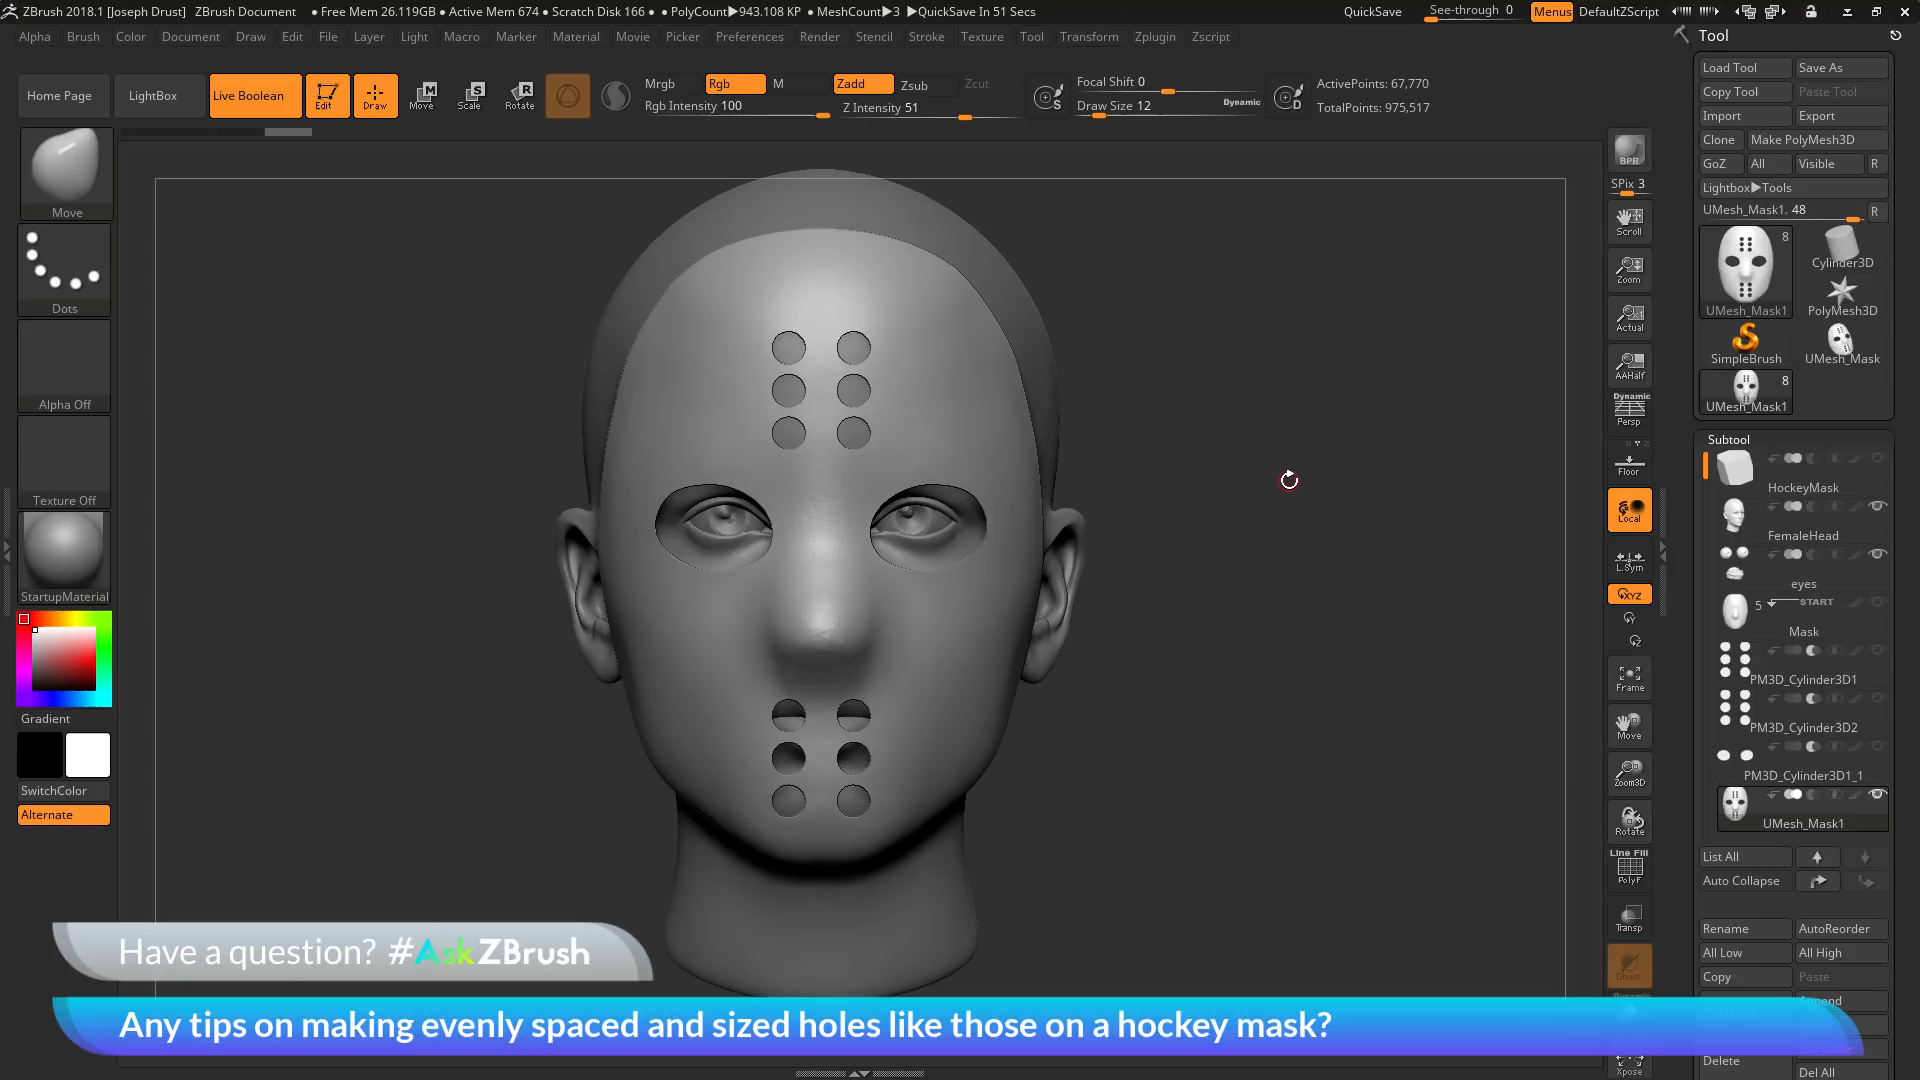 ZBrush 2018.1 [Joseph Drust] ZBrush Document • Free Mem 26.119GB • Active Mem 674 • Scratch Disk 166 • • PolyCount▶943.108 KP • MeshCount▶3 ▶QuickSave In 51 Secs QuickSave See-through 0 Menus DefaultZScript
Alpha Brush Color Document Draw Edit File Layer Light Macro Marker Material Movie Picker Preferences Render Stencil Stroke Texture Tool Transform Zplugin Zscript
Home Page LightBox Live Boolean Edit Draw Move Scale Rotate
Mrgb Rgb M Zadd Zsub Zcut
Rgb Intensity 100 Z Intensity 51
S Focal Shift 0
Draw Size 12 Dynamic D
ActivePoints: 67,770
TotalPoints: 975,517
Move
Dots
Alpha Off
Texture Off
StartupMaterial
Gradient
SwitchColor
Alternate
BPR
SPix 3
Scroll
Zoom
Actual
AAHalf
Dynamic
Persp
Floor
Local
L.Sym
XYZ
Y
Z
Frame
Move
Zoom3D
Rotate
Line Fill
PolyF
Transp
Ghost
Dynamic
Xpose
Tool
Load Tool Save As
Copy Tool Paste Tool
Import Export
Clone Make PolyMesh3D
GoZ All Visible R
Lightbox▶Tools
UMesh_Mask1. 48 R
8
UMesh_Mask1 Cylinder3D
PolyMesh3D
SimpleBrush UMesh_Mask
8
UMesh_Mask1
Subtool
HockeyMask
FemaleHead
eyes
5 START
Mask
PM3D_Cylinder3D1
PM3D_Cylinder3D2
PM3D_Cylinder3D1_1
UMesh_Mask1
List All
Auto Collapse
Rename AutoReorder
All Low All High
Copy Paste
Append
Delete
Del All
Have a question? #AskZBrush
Any tips on making evenly spaced and sized holes like those on a hockey mask?